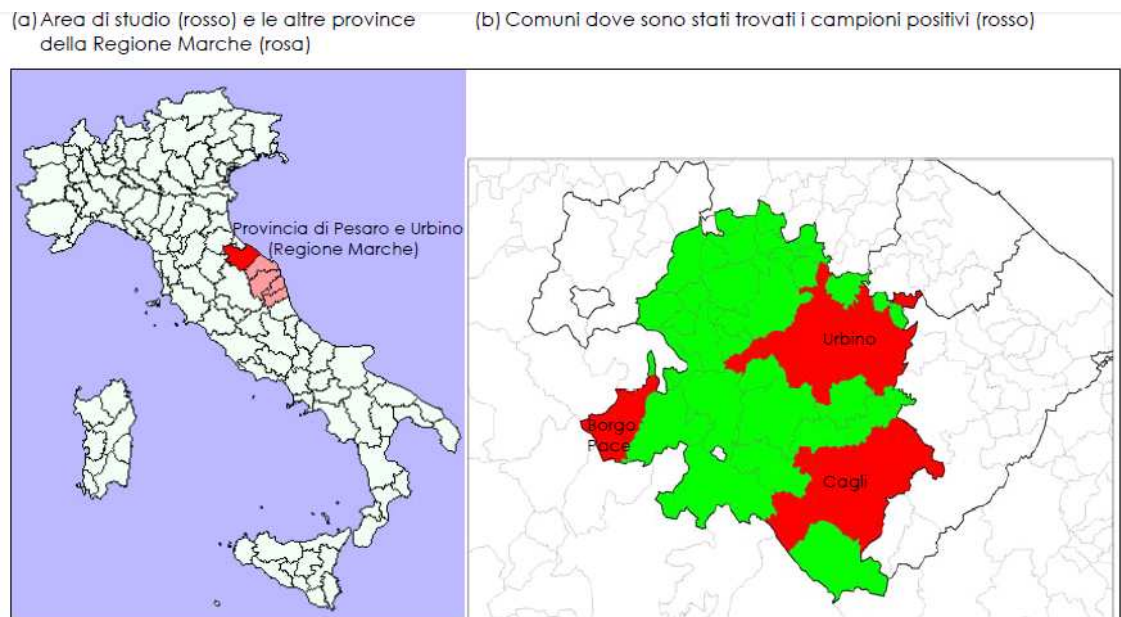 (a) Area di studio (rosso) e le altre province
della Regione Marche (rosa)
(b) Comuni dove sono stati trovati i campioni positivi (rosso)
Provincia di Pesaro e Urbino
(Regione Marche)
Urbino
Borgo
Pace
Cagli